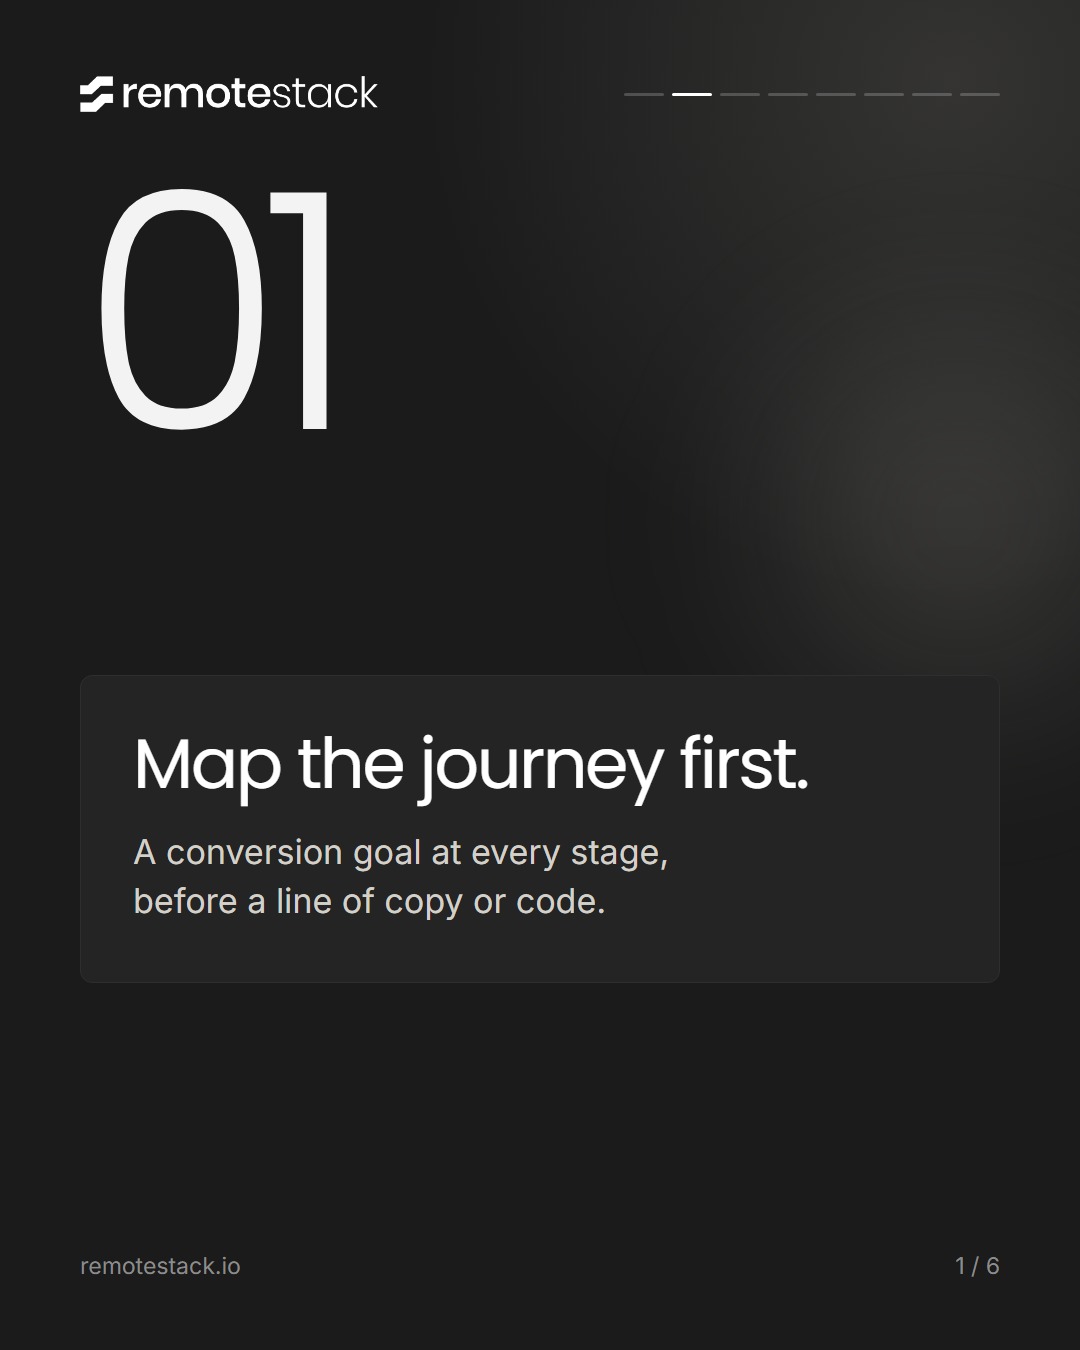 remotestack
01
Map the journey first.
A conversion goal at every stage,
before a line of copy or code.
remotestack.io
1 / 6